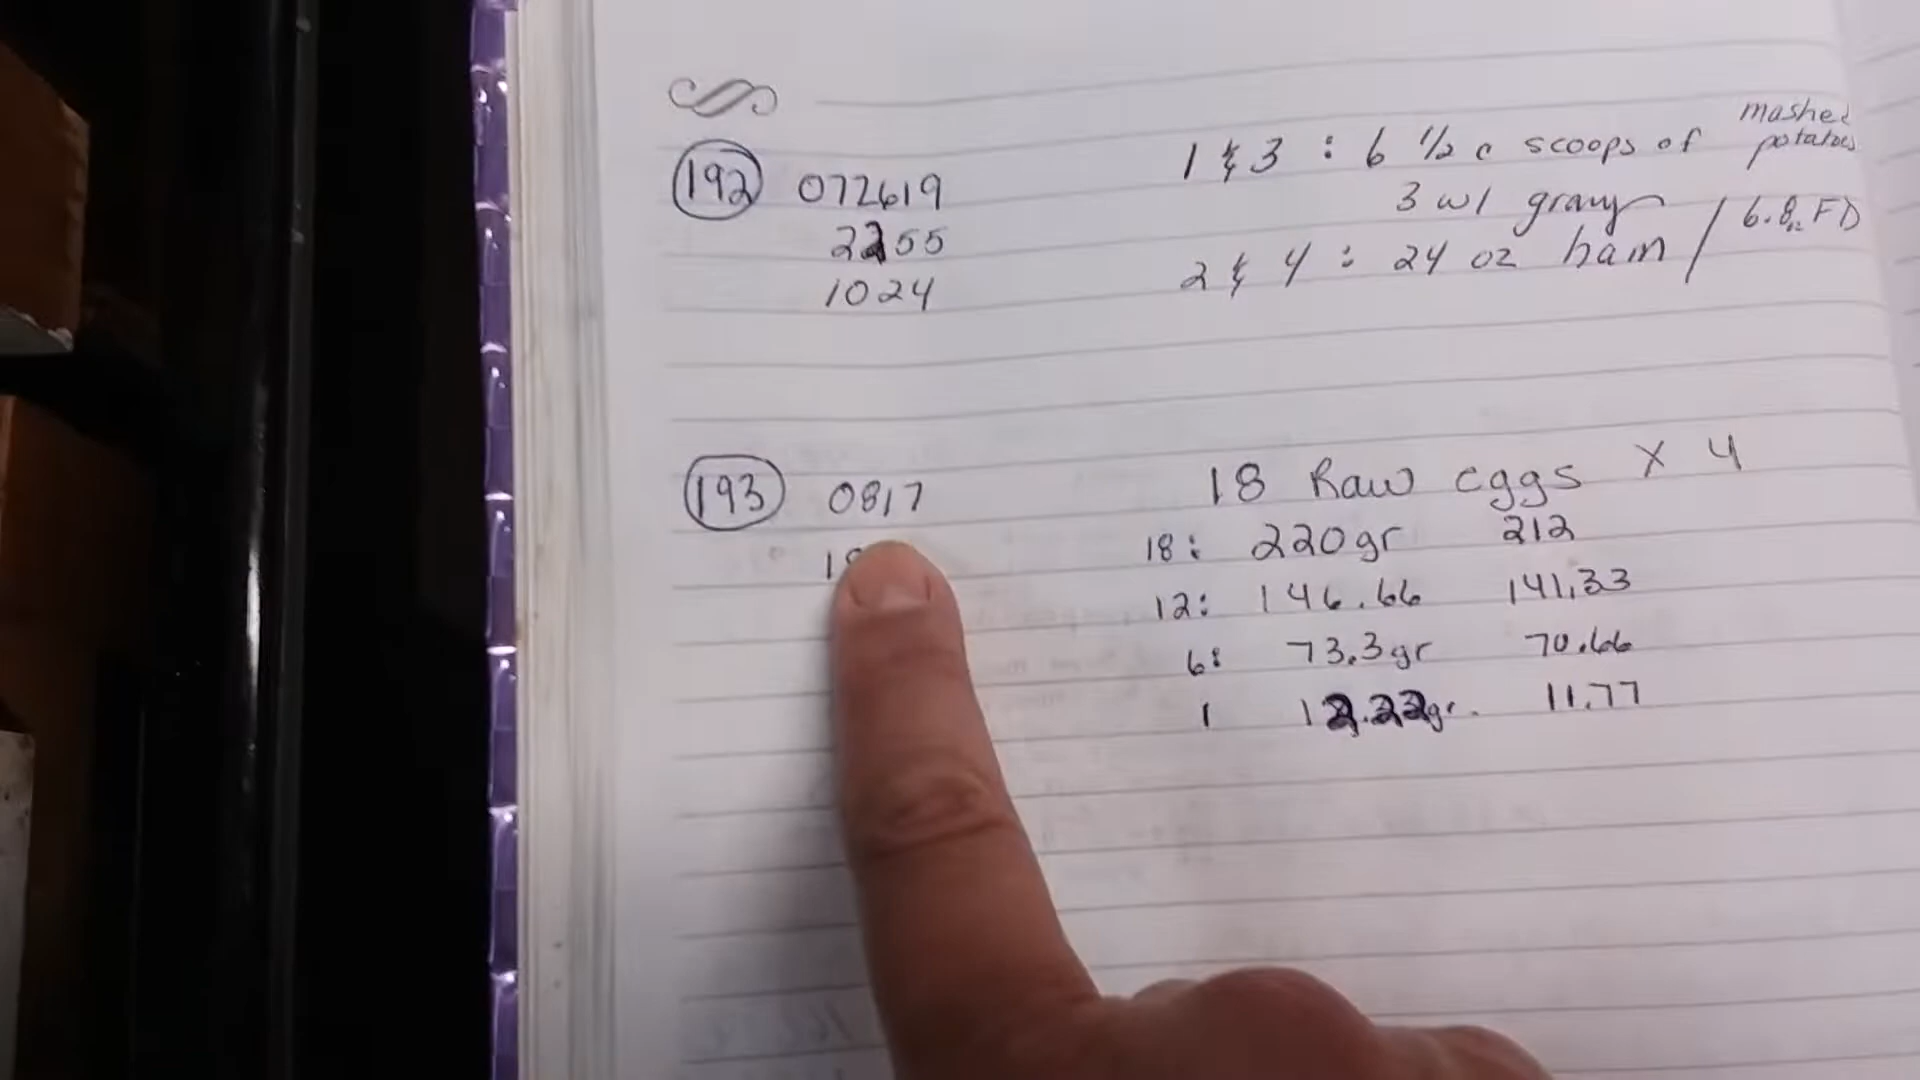 192 072619
2255
1024
1 & 3 : 6 1/2 c scoops of mashed potatoes
3 w/ gravy
2 & 4 : 24 oz ham / 6.8oz FD
193 0817
18 Raw eggs X 4
18: 220gr 212
12: 146.66 141.33
6: 73.3gr 70.66
1 12.22gr. 11.77